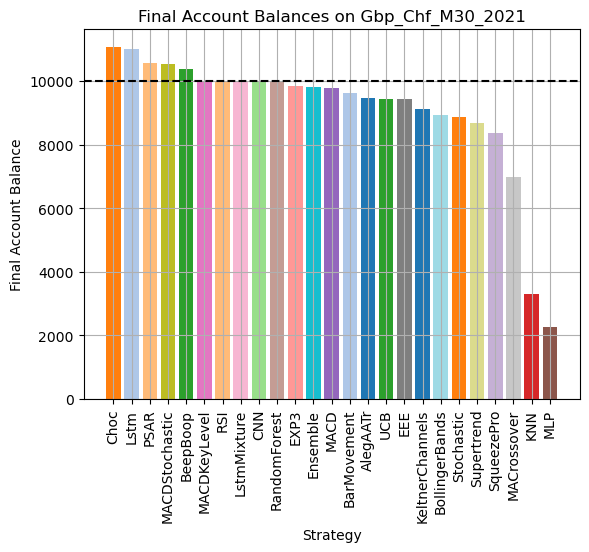 Final Account Balances on Gbp_Chf_M30_2021
Final Account Balance
10000
8000
6000
4000
2000
0
Choc
Lstm
PSAR
MACDStochastic
BeepBoop
MACDKeyLevel
RSI
LstmMixture
CNN
RandomForest
EXP3
Ensemble
MACD
BarMovement
AlegAATr
UCB
EEE
KeltnerChannels
BollingerBands
Stochastic
Supertrend
SqueezePro
MACrossover
KNN
MLP
Strategy